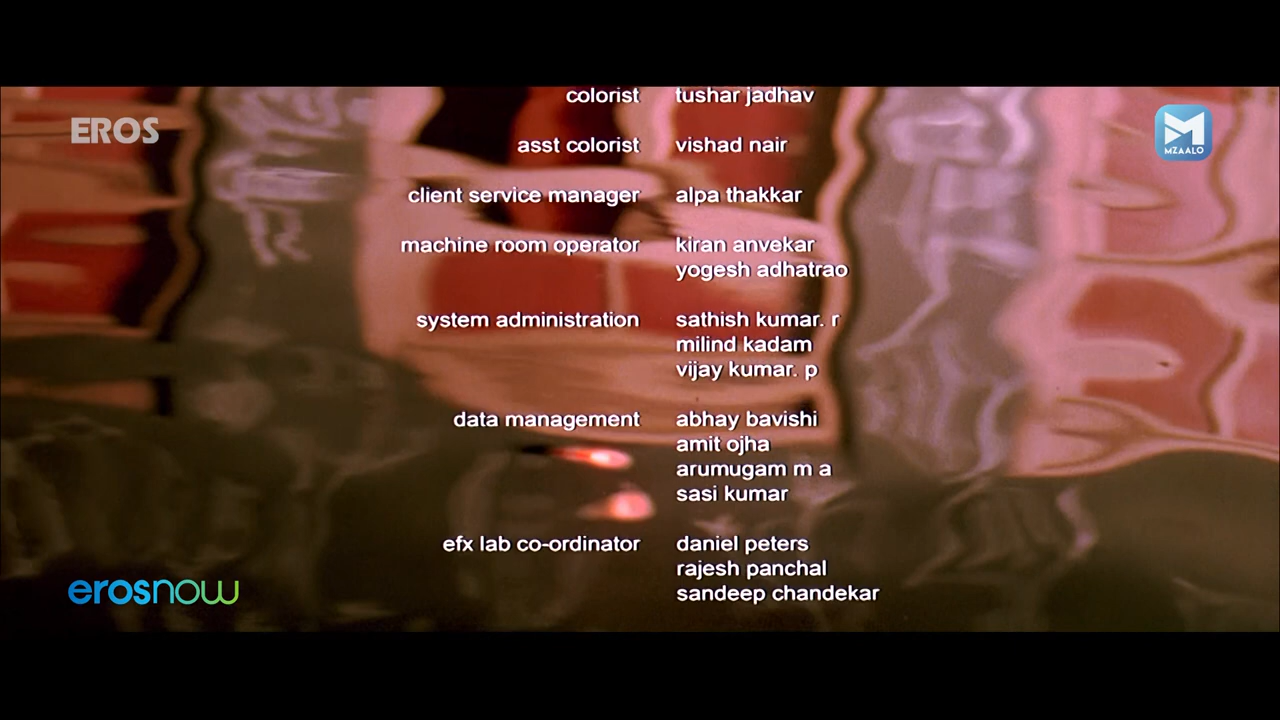 colorist tushar jadhav
EROS
MZAALO
asst colorist vishad nair
client service manager alpa thakkar
machine room operator kiran anvekar
yogesh adhatrao
system administration sathish kumar. r
milind kadam
vijay kumar. p
data management abhay bavishi
amit ojha
arumugam m a
sasi kumar
efx lab co-ordinator daniel peters
rajesh panchal
erosnow
sandeep chandekar